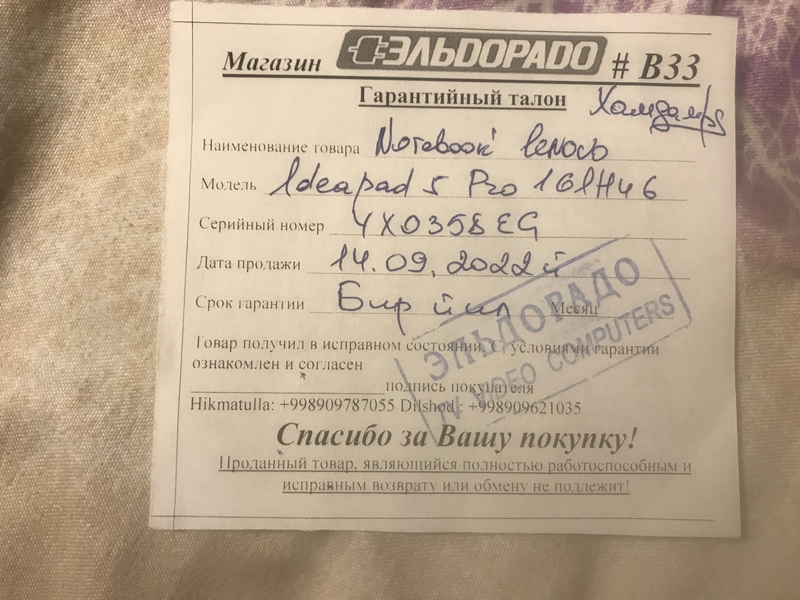 Магазин ЭЛЬDОРАDО # B33
Гарантийный талон
Наименование товара Notebook Lenovo
Модель Ideapad 5 Pro 16IH46
Серийный номер YX0358EG
Дата продажи 14.09.2022й
Срок гарантии Бир йил Месяц
Товар получил в исправном состоянии. С условиями гарантии
ознакомлен и согласен
подпись покупателя
ЭЛЬДОРАДО
TV VIDEO COMPUTERS
Hikmatulla: +998909787055 Dilshod: +998909621035
Спасибо за Вашу покупку!
Проданный товар, являющийся полностью работоспособным и
исправным возврату или обмену не подлежит!